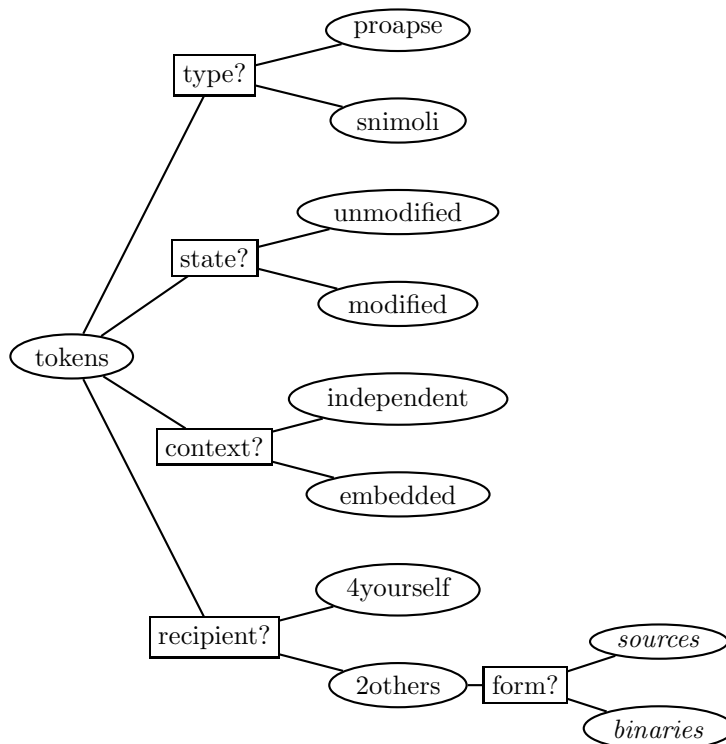 proapse
type?
snimoli
unmodified
state?
modified
tokens
independent
context?
embedded
4yourself
recipient?
sources
2others
form?
binaries